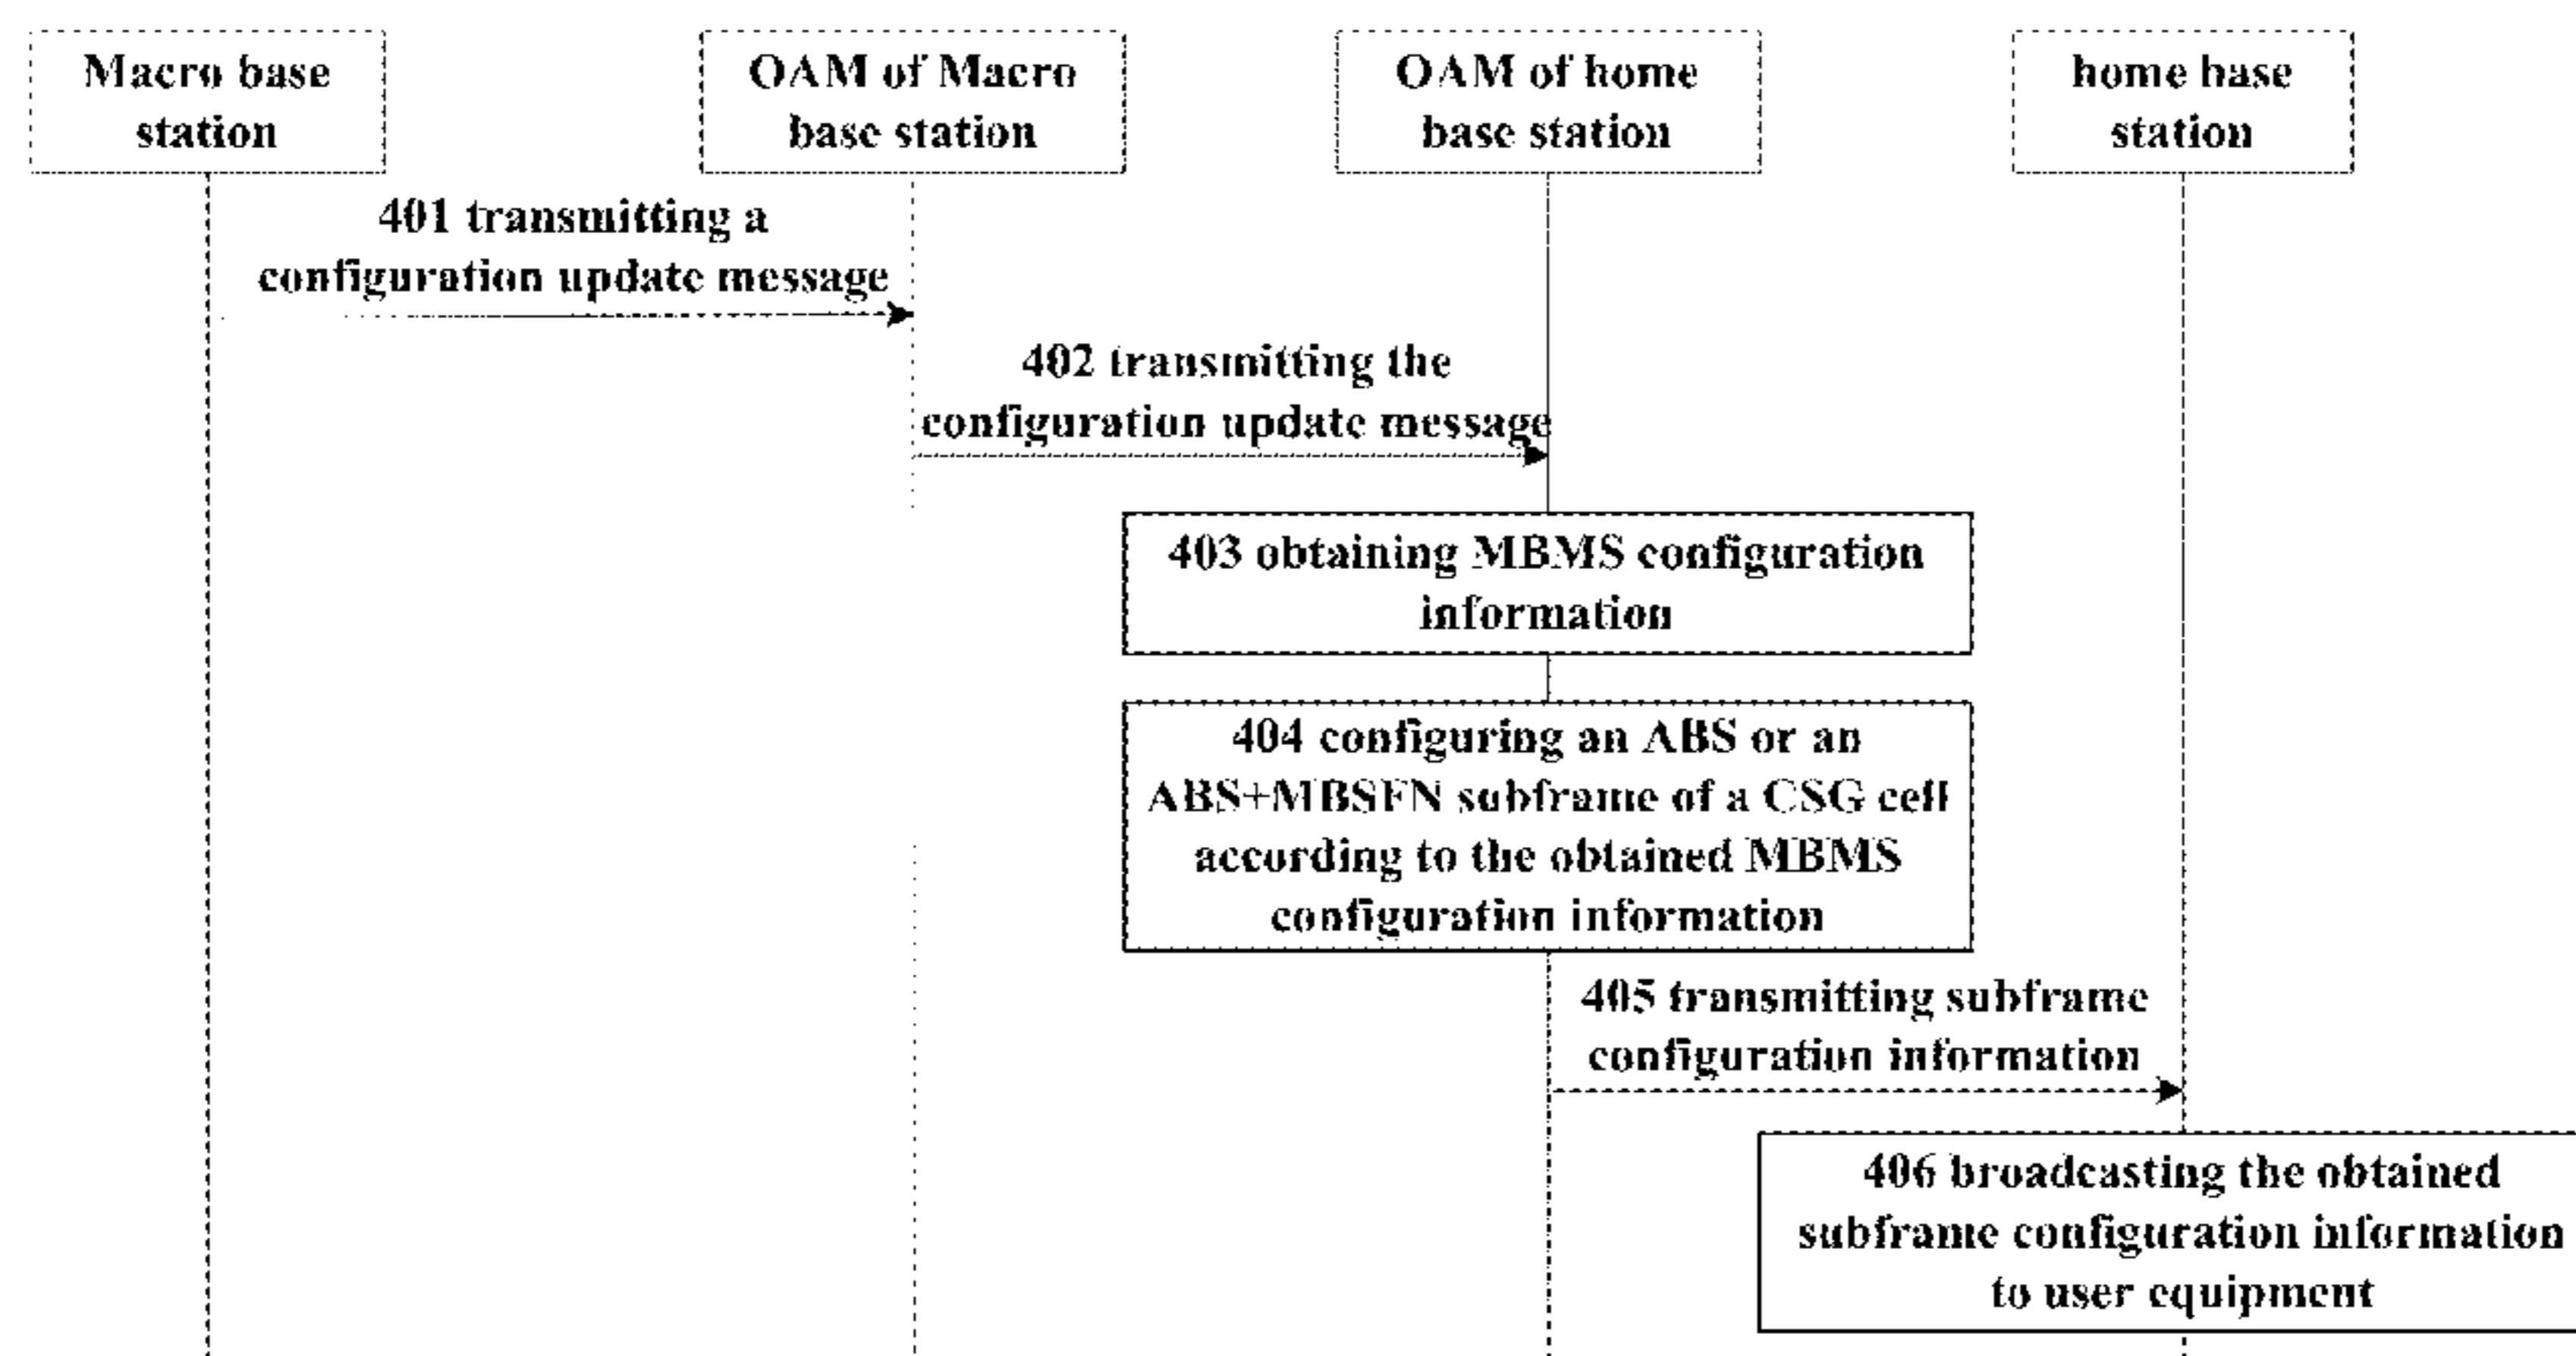 Macro base
station
OAM of Macro
base station
OAM of home
base station
home base
station
401 transmitting a
configuration update message
402 transmitting the
configuration update message
403 obtaining MBMS configuration
information
404 configuring an ABS or an
ABS+MBSFN subframe of a CSG cell
according to the obtained MBMS
configuration information
405 transmitting subframe
configuration information
406 broadcasting the obtained
subframe configuration information
to user equipment